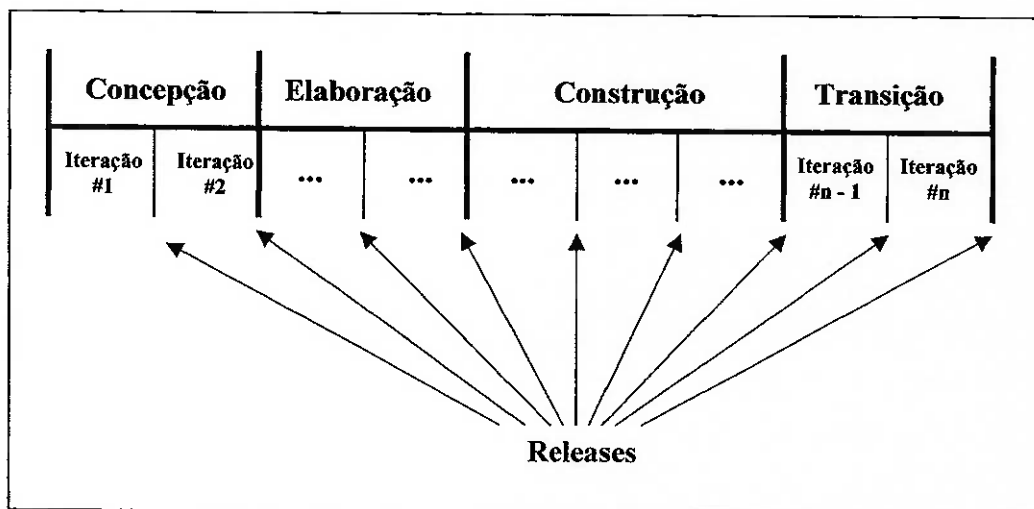 Concepção Elaboração Construção Transição
Iteração Iteração ... ... ... ... ... Iteração Iteração
#1 #2 #n - 1 #n
Releases